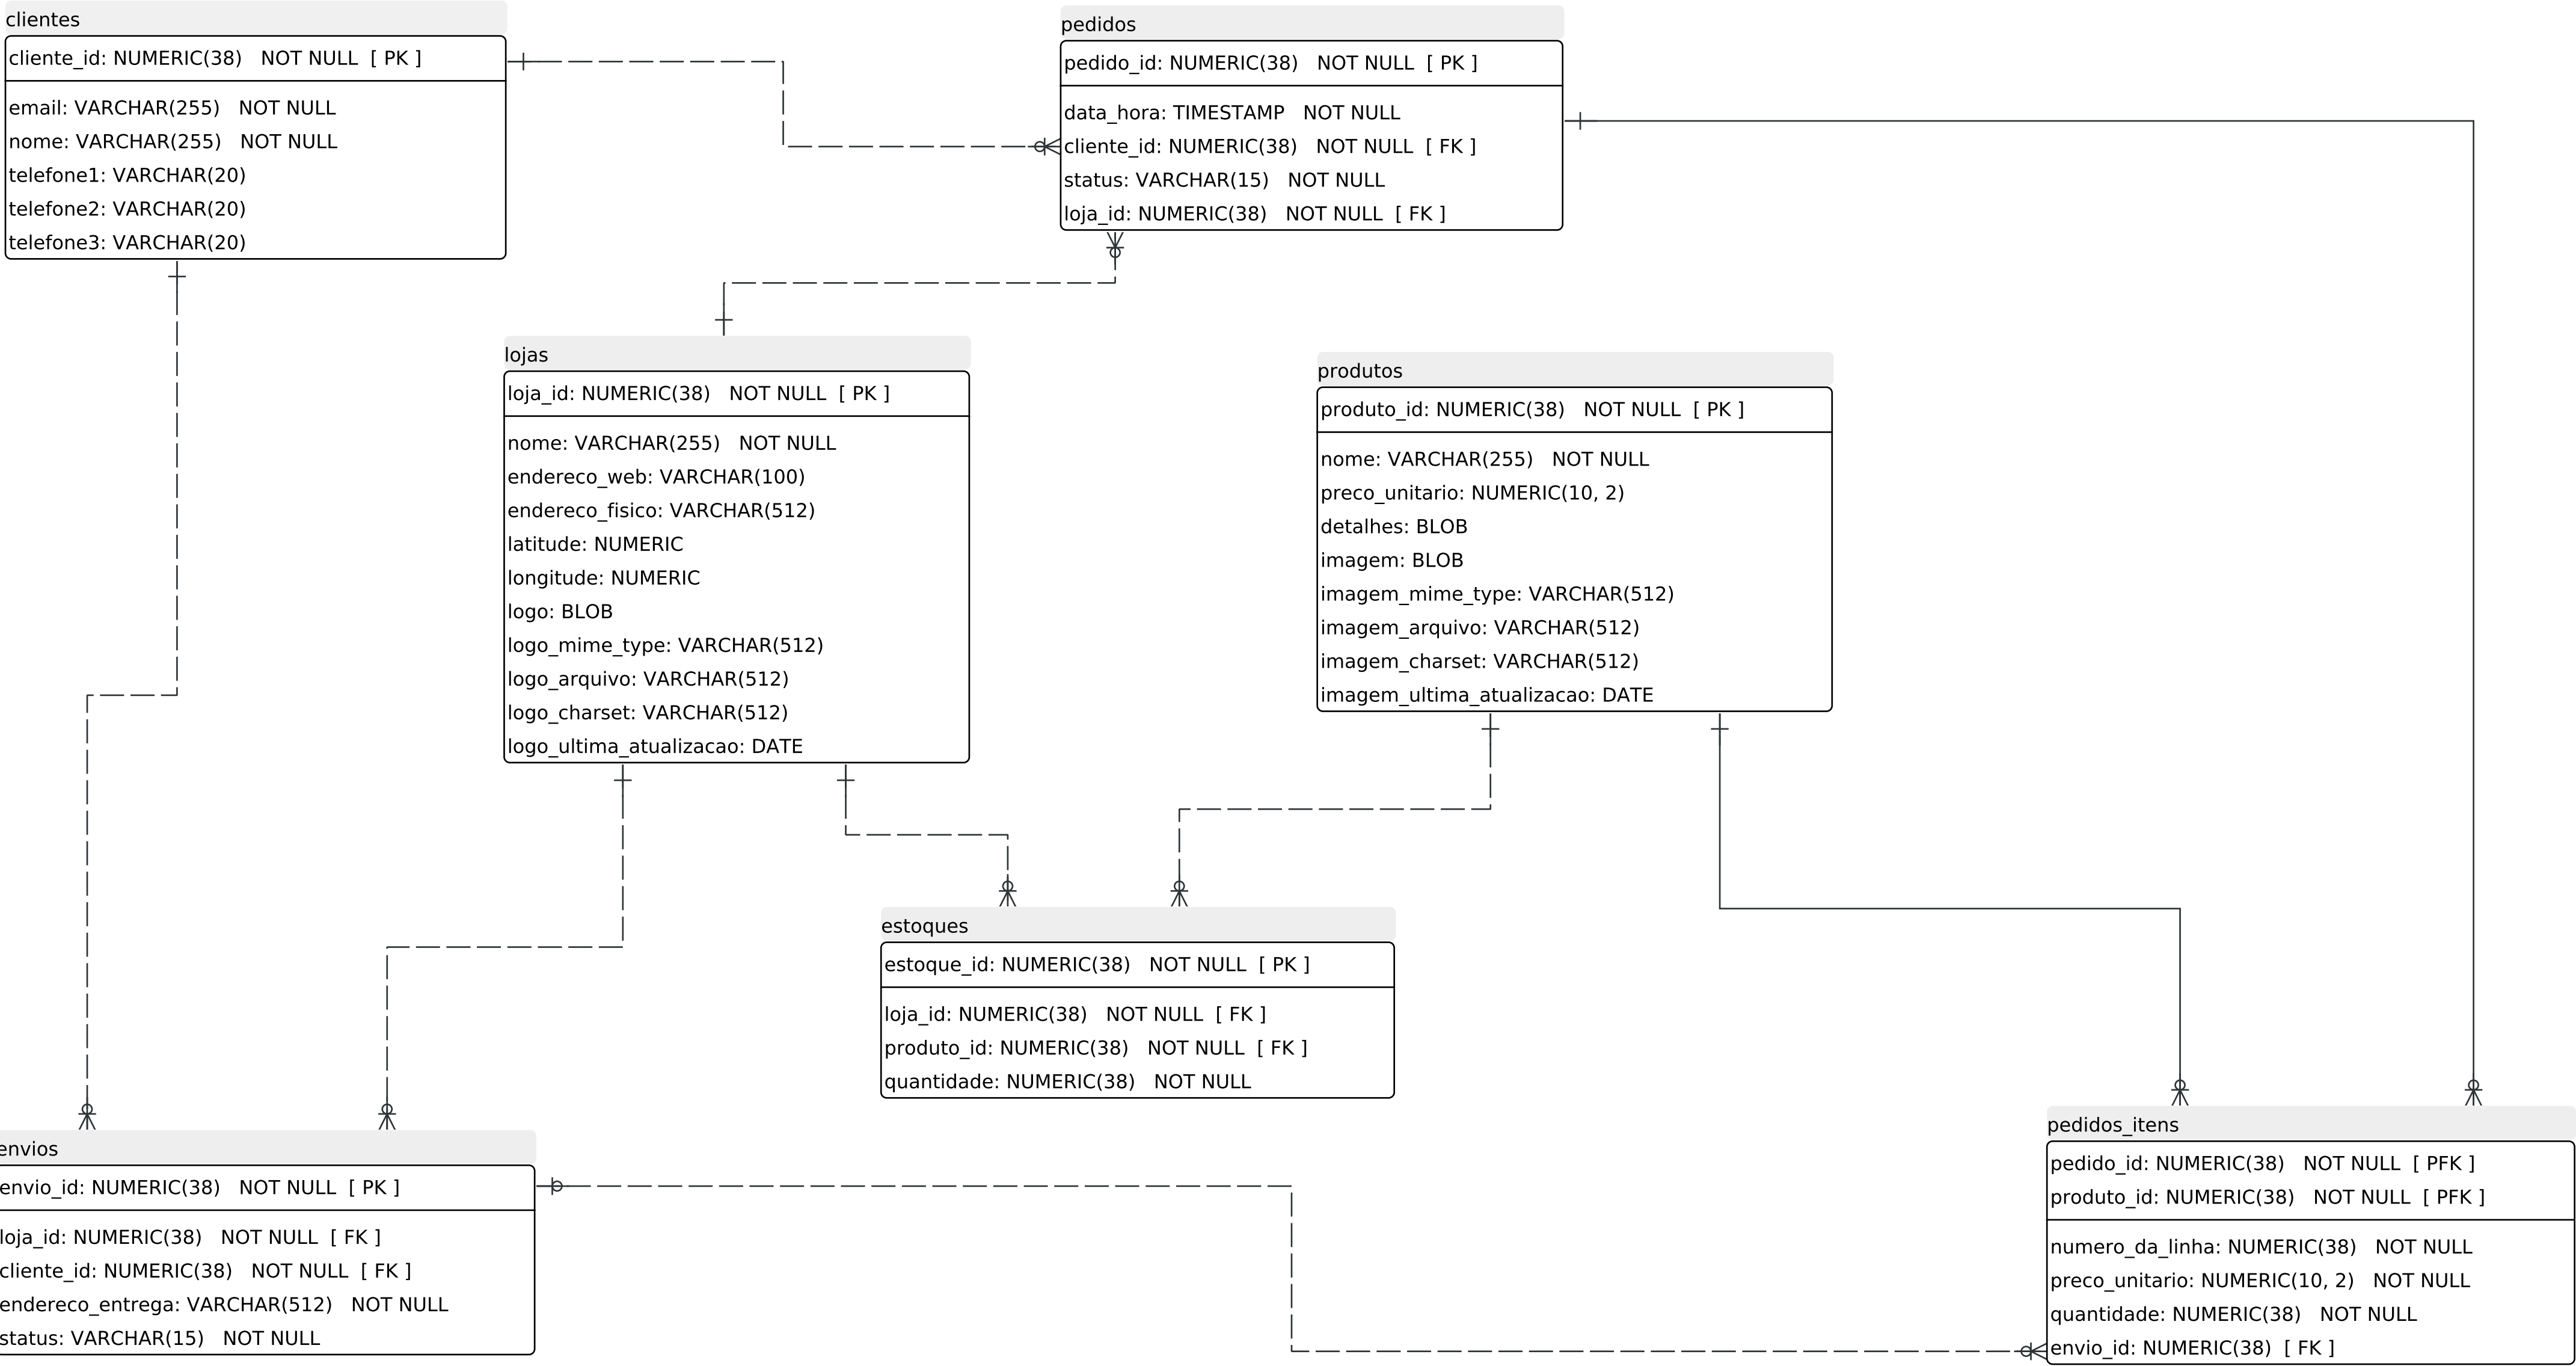 clientes
cliente_id: NUMERIC(38) NOT NULL [ PK ]
email: VARCHAR(255) NOT NULL
nome: VARCHAR(255) NOT NULL
telefone1: VARCHAR(20)
telefone2: VARCHAR(20)
telefone3: VARCHAR(20)
pedidos
pedido_id: NUMERIC(38) NOT NULL [ PK ]
data_hora: TIMESTAMP NOT NULL
cliente_id: NUMERIC(38) NOT NULL [ FK ]
status: VARCHAR(15) NOT NULL
loja_id: NUMERIC(38) NOT NULL [ FK ]
lojas
loja_id: NUMERIC(38) NOT NULL [ PK ]
nome: VARCHAR(255) NOT NULL
endereco_web: VARCHAR(100)
endereco_fisico: VARCHAR(512)
latitude: NUMERIC
longitude: NUMERIC
logo: BLOB
logo_mime_type: VARCHAR(512)
logo_arquivo: VARCHAR(512)
logo_charset: VARCHAR(512)
logo_ultima_atualizacao: DATE
produtos
produto_id: NUMERIC(38) NOT NULL [ PK ]
nome: VARCHAR(255) NOT NULL
preco_unitario: NUMERIC(10, 2)
detalhes: BLOB
imagem: BLOB
imagem_mime_type: VARCHAR(512)
imagem_arquivo: VARCHAR(512)
imagem_charset: VARCHAR(512)
imagem_ultima_atualizacao: DATE
estoques
estoque_id: NUMERIC(38) NOT NULL [ PK ]
loja_id: NUMERIC(38) NOT NULL [ FK ]
produto_id: NUMERIC(38) NOT NULL [ FK ]
quantidade: NUMERIC(38) NOT NULL
envios
envio_id: NUMERIC(38) NOT NULL [ PK ]
loja_id: NUMERIC(38) NOT NULL [ FK ]
cliente_id: NUMERIC(38) NOT NULL [ FK ]
endereco_entrega: VARCHAR(512) NOT NULL
status: VARCHAR(15) NOT NULL
pedidos_itens
pedido_id: NUMERIC(38) NOT NULL [ PFK ]
produto_id: NUMERIC(38) NOT NULL [ PFK ]
numero_da_linha: NUMERIC(38) NOT NULL
preco_unitario: NUMERIC(10, 2) NOT NULL
quantidade: NUMERIC(38) NOT NULL
envio_id: NUMERIC(38) [ FK ]